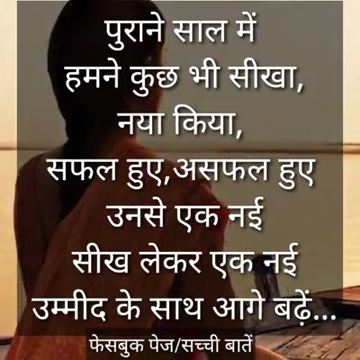 पुराने साल में
हमने कुछ भी सीखा,
नया किया,
सफल हुए,असफल हुए
उनसे एक नई
सीख लेकर एक नई
उम्मीद के साथ आगे बढ़ें...
फेसबुक पेज/सच्ची बातें